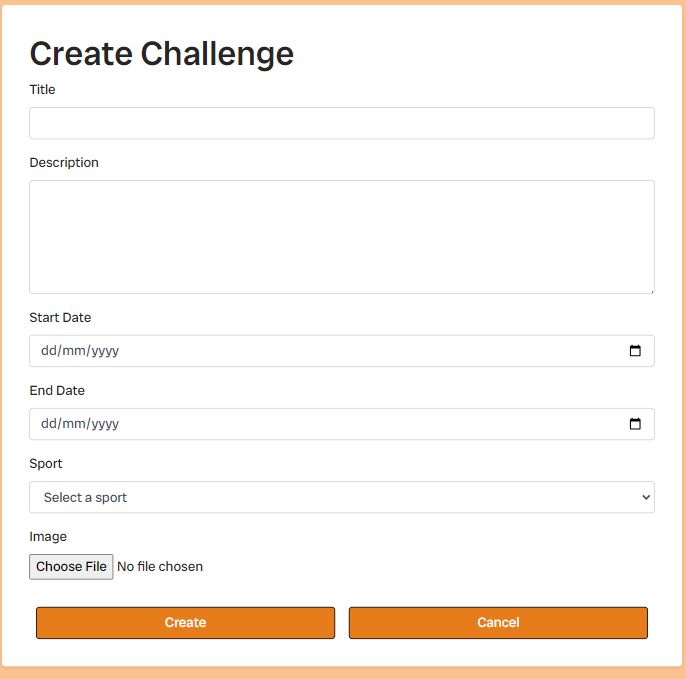 Create Challenge
Title
Description
Start Date
dd/mm/yyyy
End Date
dd/mm/yyyy
Sport
Select a sport
Image
Choose File No file chosen
Create Cancel